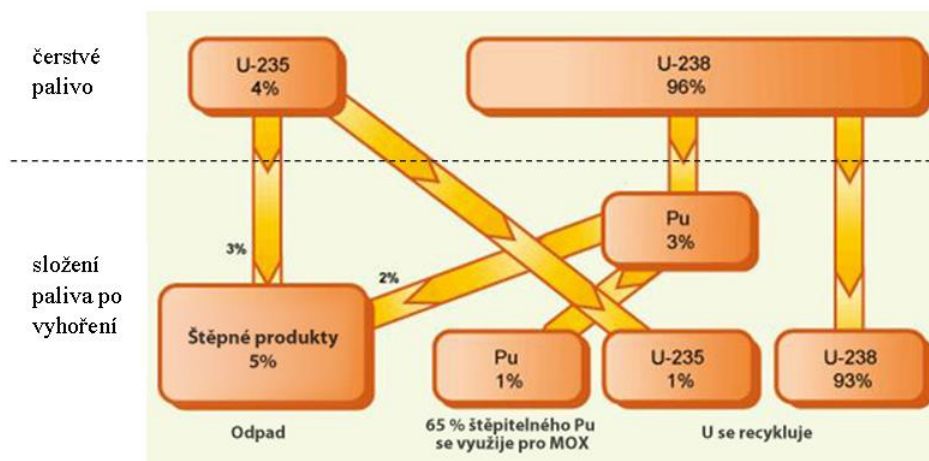 čerstvé
palivo
U-235
4%
U-238
96%
Pu
3%
3%
2%
složení
paliva po
vyhoření
Štěpné produkty
5%
Pu
1%
U-235
1%
U-238
93%
Odpad
65 % štěpitelného Pu
se využije pro MOX
U se recykluje